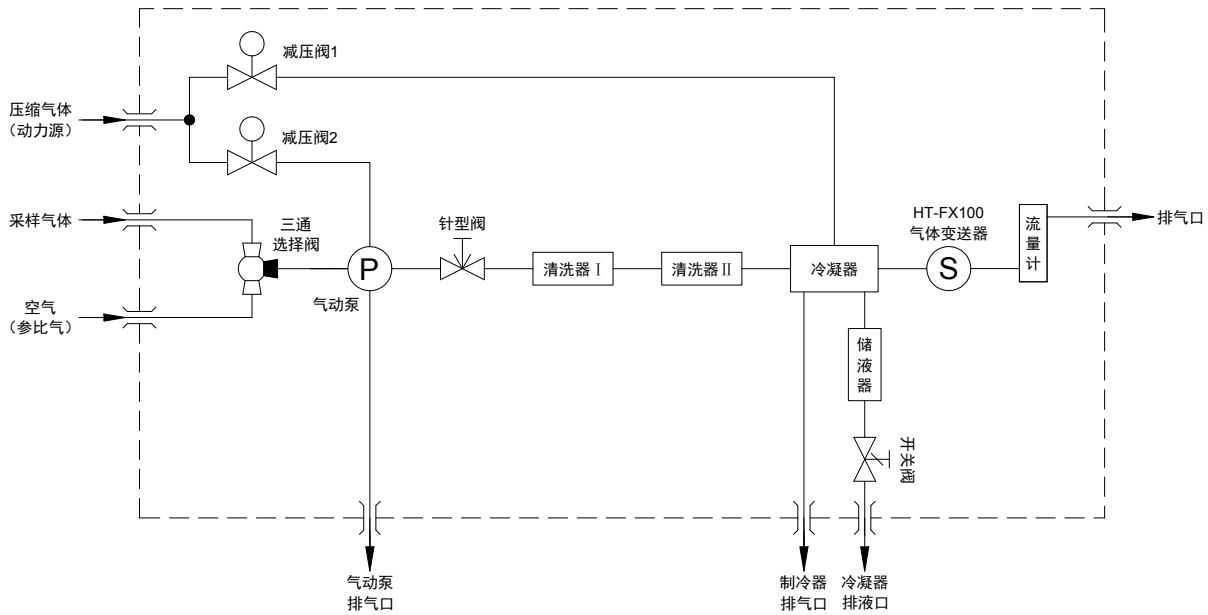 减压阀1
压缩气体
（动力源）
减压阀2
采样气体
三通
选择阀
针型阀
HT-FX100
气体变送器
流量计
排气口
P
清洗器Ⅰ
清洗器Ⅱ
冷凝器
S
气动泵
空气
（参比气）
储液器
开关阀
气动泵
排气口
制冷器
排气口
冷凝器
排液口